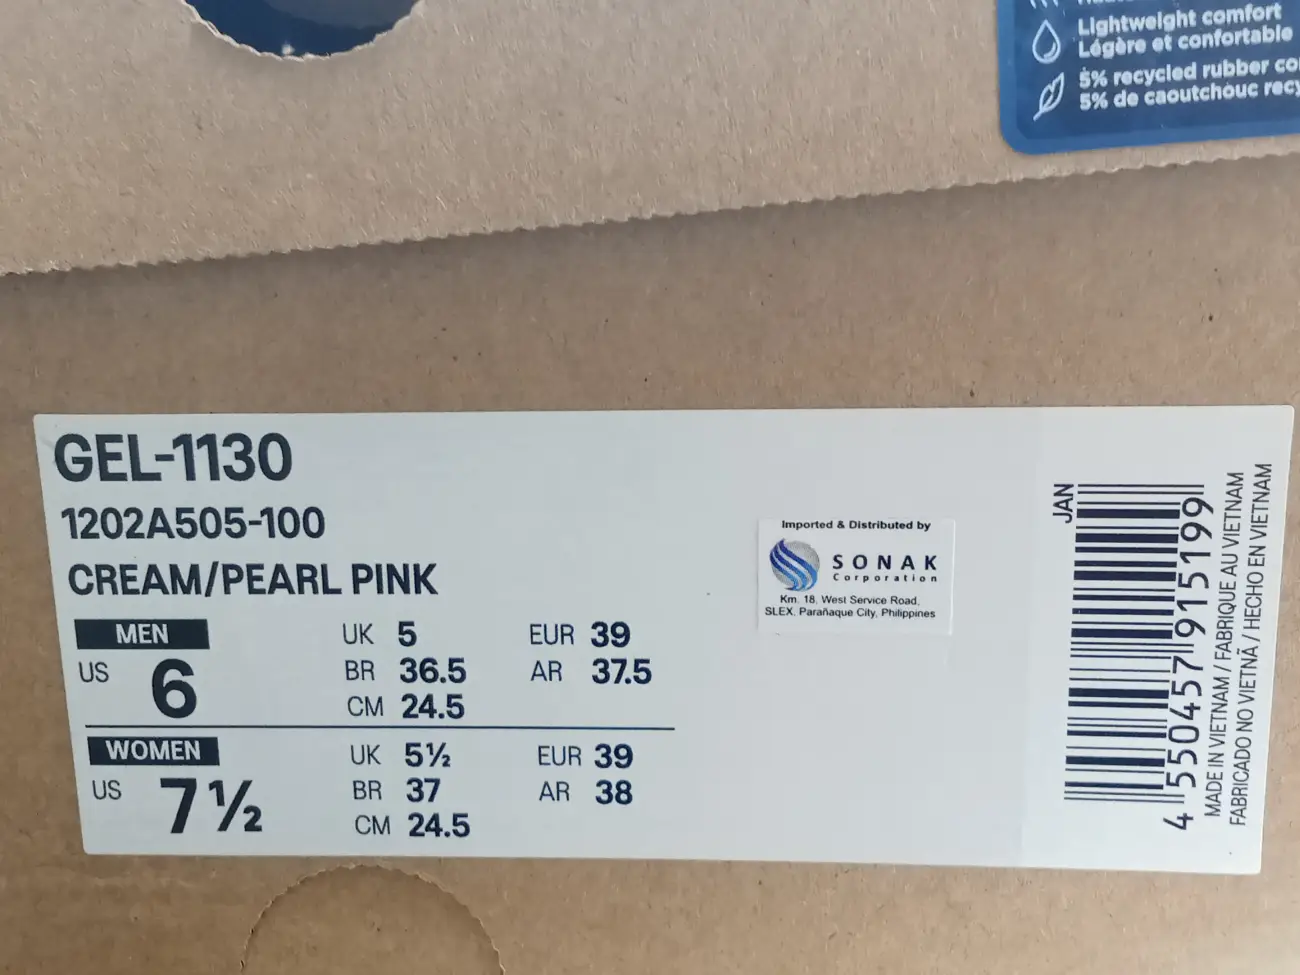 Lightweight comfort
Légère et confortable
5% recycled rubber
5% de caoutchouc
GEL-1130
1202A505-100
CREAM/PEARL PINK
MEN
US 6
UK 5
EUR 39
BR 36.5
AR 37.5
CM 24.5
WOMEN
US 7½
UK 5½
EUR 39
BR 37
AR 38
CM 24.5
Imported & Distributed by
SONAK
Corporation
Km. 18, West Service Road,
SLEX, Parañaque City, Philippines
JAN
4 550457 915199
MADE IN VIETNAM / FABRIQUE AU VIETNAM
FABRICADO NO VIETNÃ / HECHO EN VIETNAM